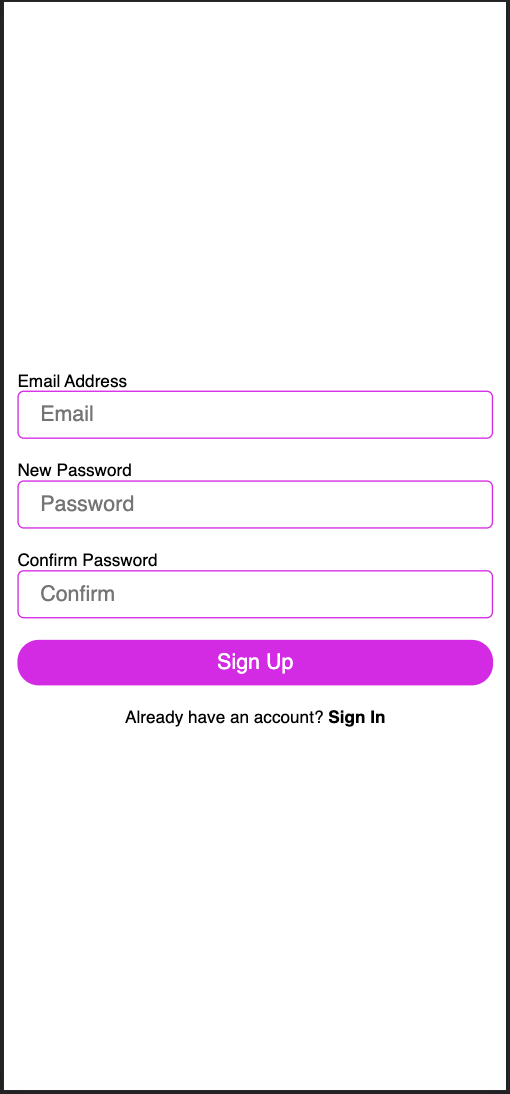 Email Address
Email
New Password
Password
Confirm Password
Confirm
Sign Up
Already have an account? Sign In